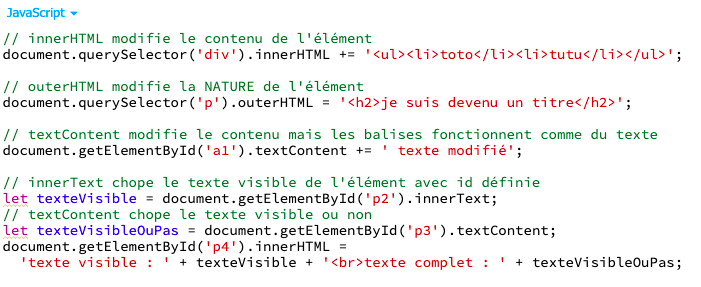 JavaScript
// innerHTML modifie le contenu de l'élément
document.querySelector('div').innerHTML += '<ul><li>toto</li><li>tutu</li></ul>';
// outerHTML modifie la NATURE de l'élément
document.querySelector('p').outerHTML = '<h2>je suis devenu un titre</h2>';
// textContent modifie le contenu mais les balises fonctionnent comme du texte
document.getElementById('a1').textContent += ' texte modifié';
// innerText chope le texte visible de l'élément avec id définie
let texteVisible = document.getElementById('p2').innerText;
// textContent chope le texte visible ou non
let texteVisibleOuPas = document.getElementById('p3').textContent;
document.getElementById('p4').innerHTML =
'texte visible : ' + texteVisible + '<br>texte complet : ' + texteVisibleOuPas;